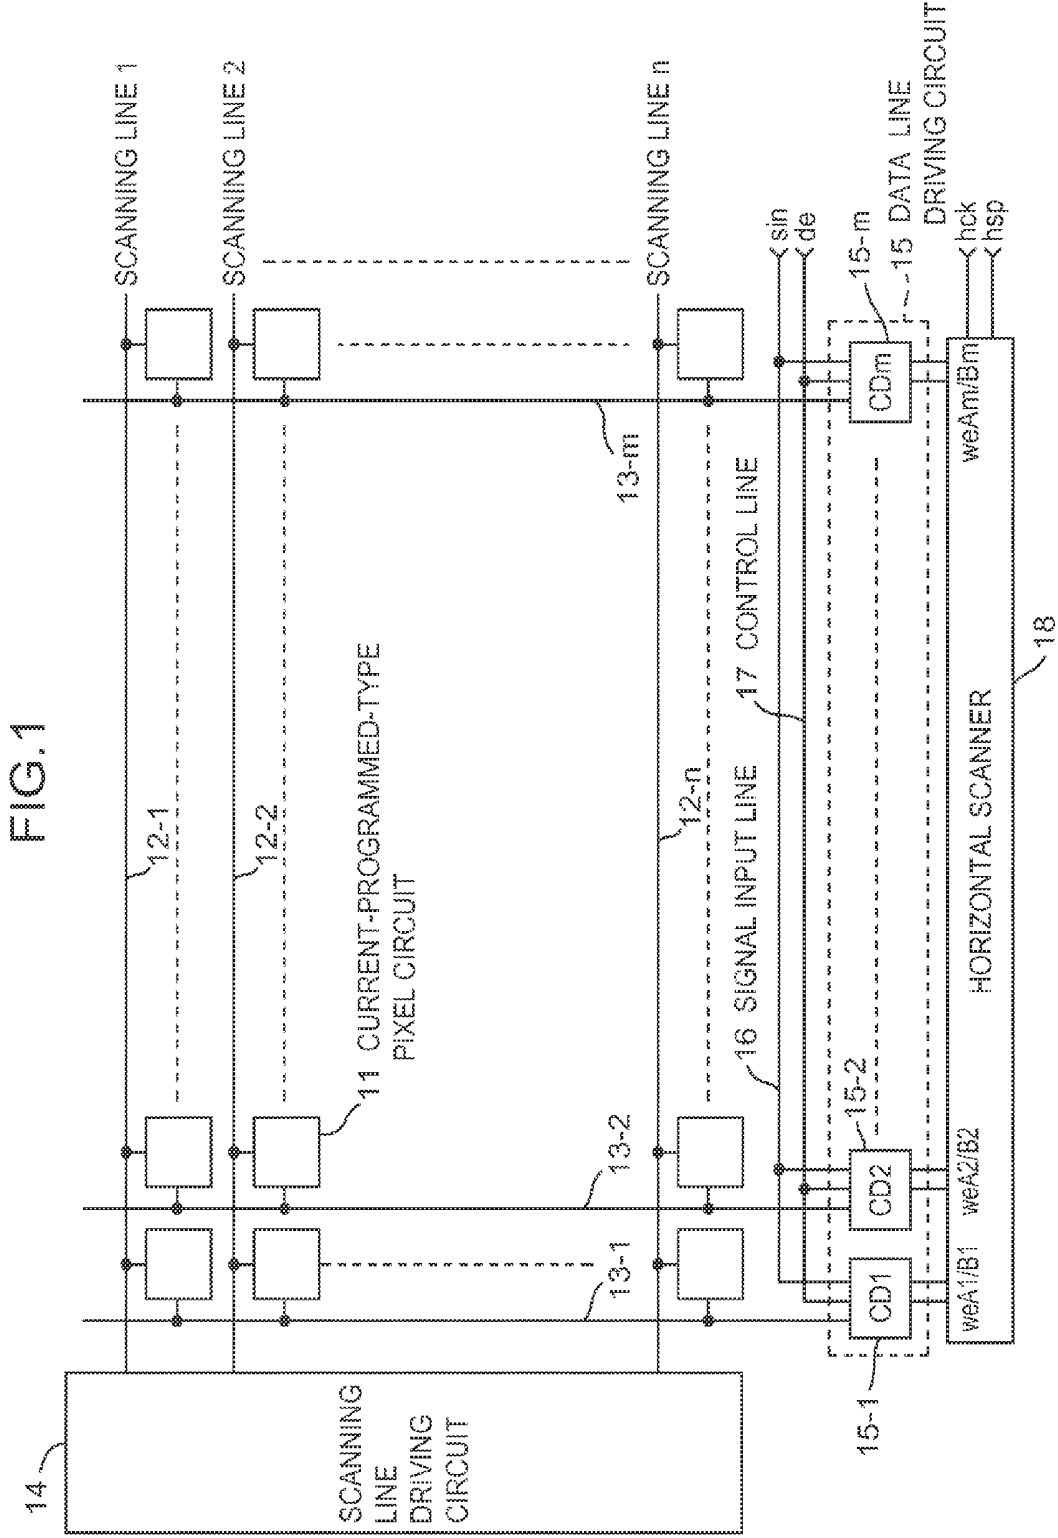 FIG.1
14
SCANNING
LINE
DRIVING
CIRCUIT
SCANNING LINE 1
SCANNING LINE 2
SCANNING LINE n
12-1
12-2
12-n
11 CURRENT-PROGRAMMED-TYPE
PIXEL CIRCUIT
13-1
13-2
13-m
16 SIGNAL INPUT LINE
17 CONTROL LINE
sin
de
15-1
15-2
15-m
15 DATA LINE
DRIVING CIRCUIT
CD1
CD2
CDm
weA1/B1
weA2/B2
weAm/Bm
HORIZONTAL SCANNER
hck
hsp
18